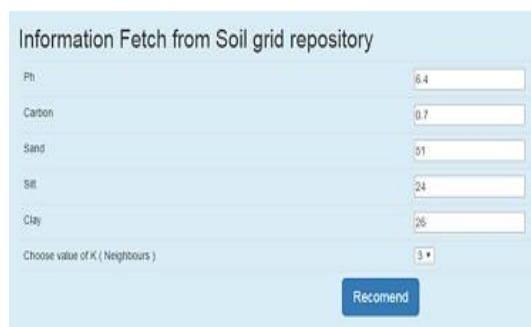 Information Fetch from Soil grid repository
Ph 6.4
Carbon 0.7
Sand 51
Silt 24
Clay 26
Choose value of K ( Neighbours ) 3
Recomend